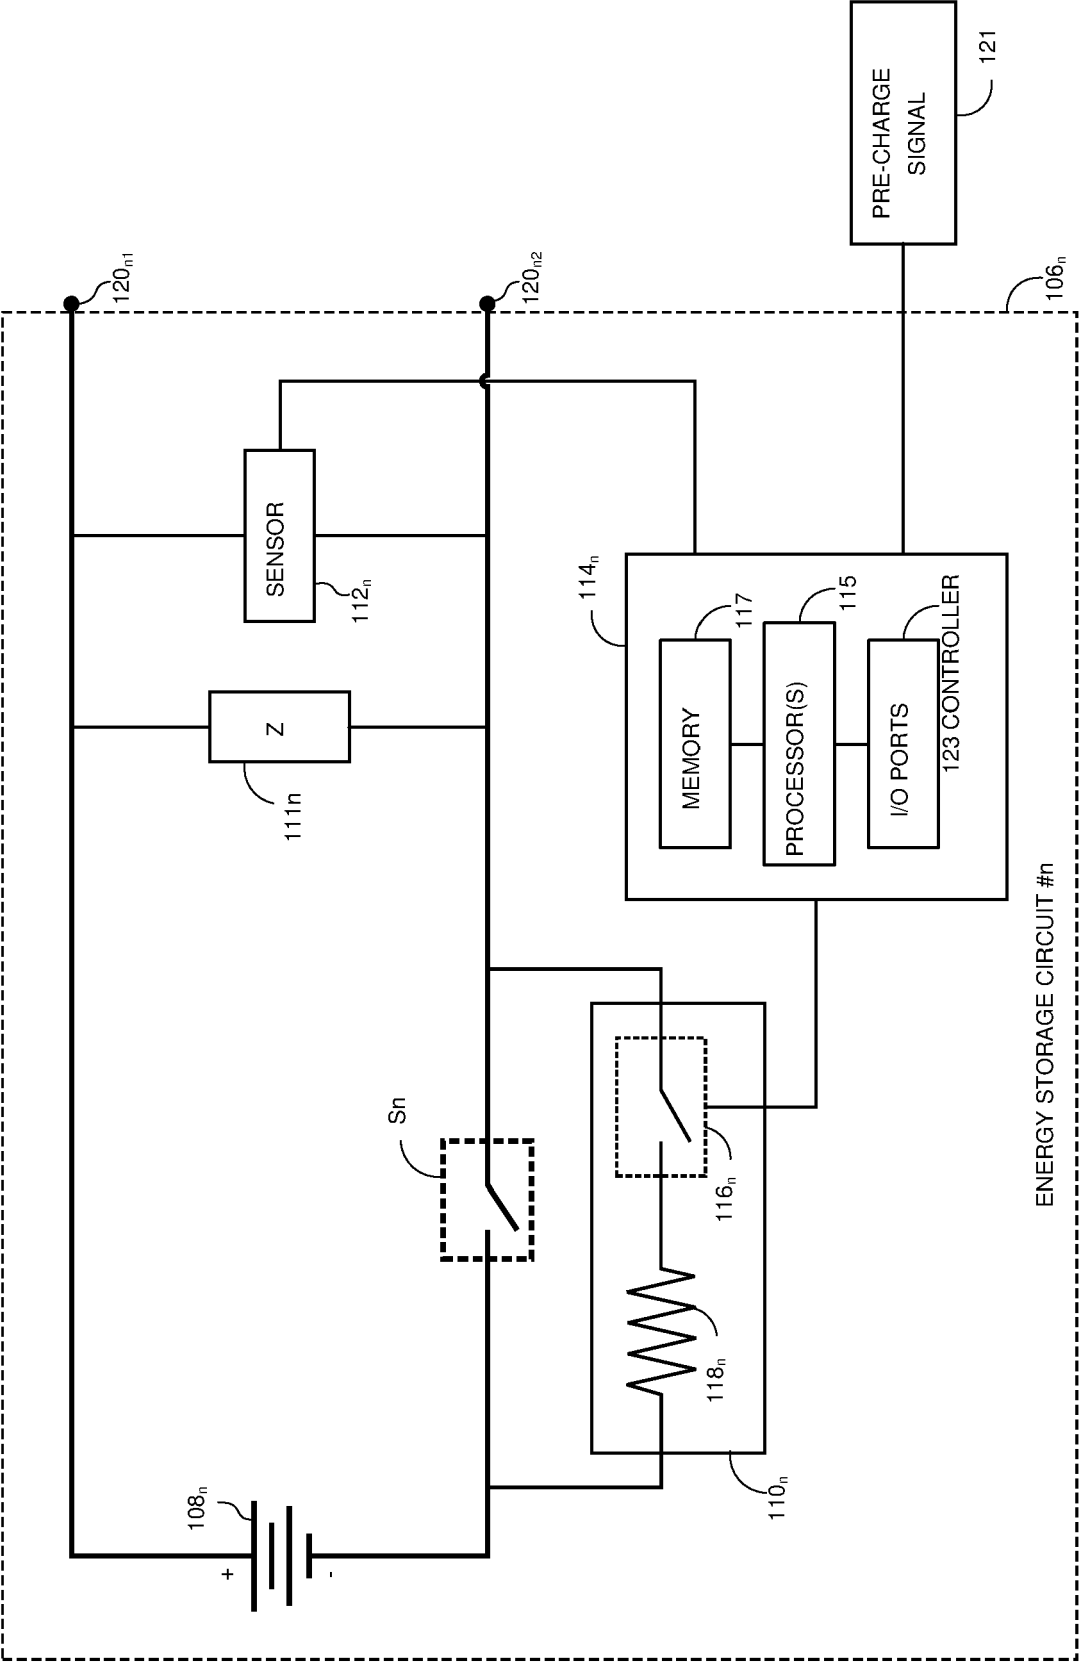 108ₙ
+
-
Sn
111n
Z
112ₙ
SENSOR
120ₙ₁
120ₙ₂
110ₙ
118ₙ
116ₙ
114ₙ
MEMORY
117
PROCESSOR(S)
115
I/O PORTS
123 CONTROLLER
PRE-CHARGE
SIGNAL
121
106ₙ
ENERGY STORAGE CIRCUIT #n